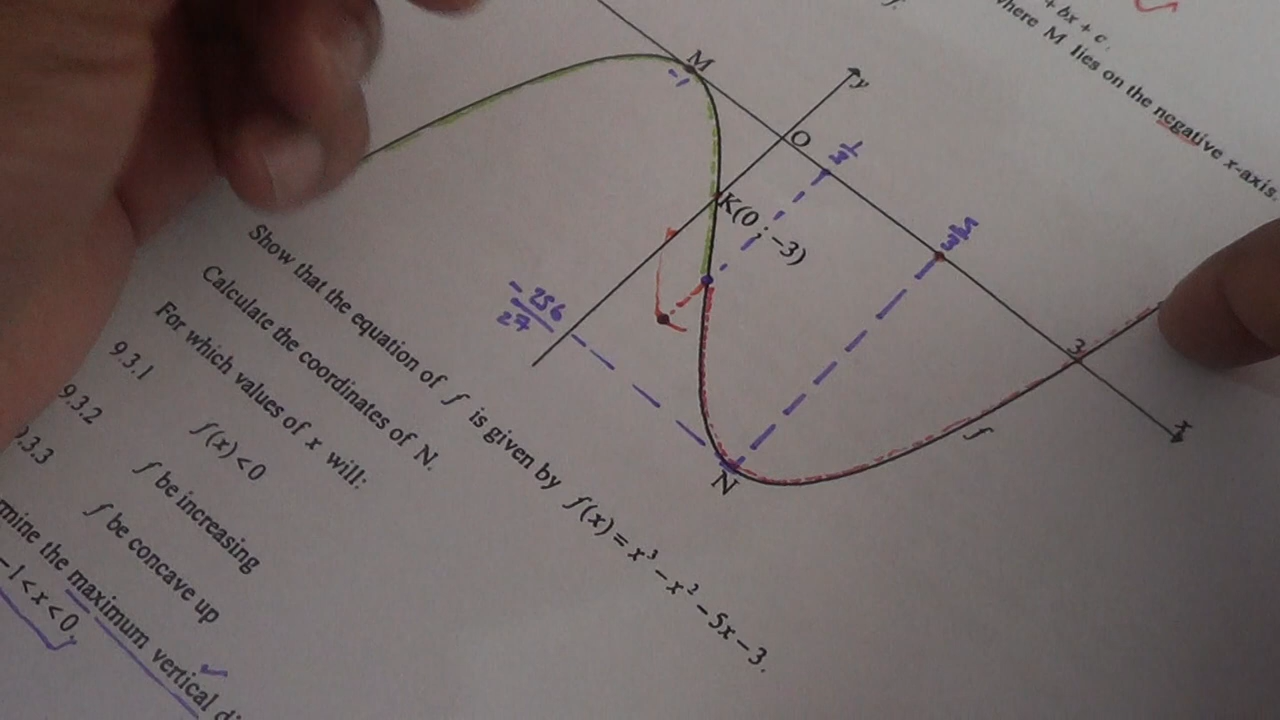 + bx + c.
where M lies on the negative x-axis.
f.
M
-1
y
O
1/3
K(0 ; -3)
5/3
-256/27
3
x
f
N
Show that the equation of f is given by f(x) = x³ − x² − 5x − 3.
Calculate the coordinates of N.
For which values of x will:
9.3.1 f(x) < 0
9.3.2 f be increasing
9.3.3 f be concave up
the maximum vertical
−1 < x < 0.